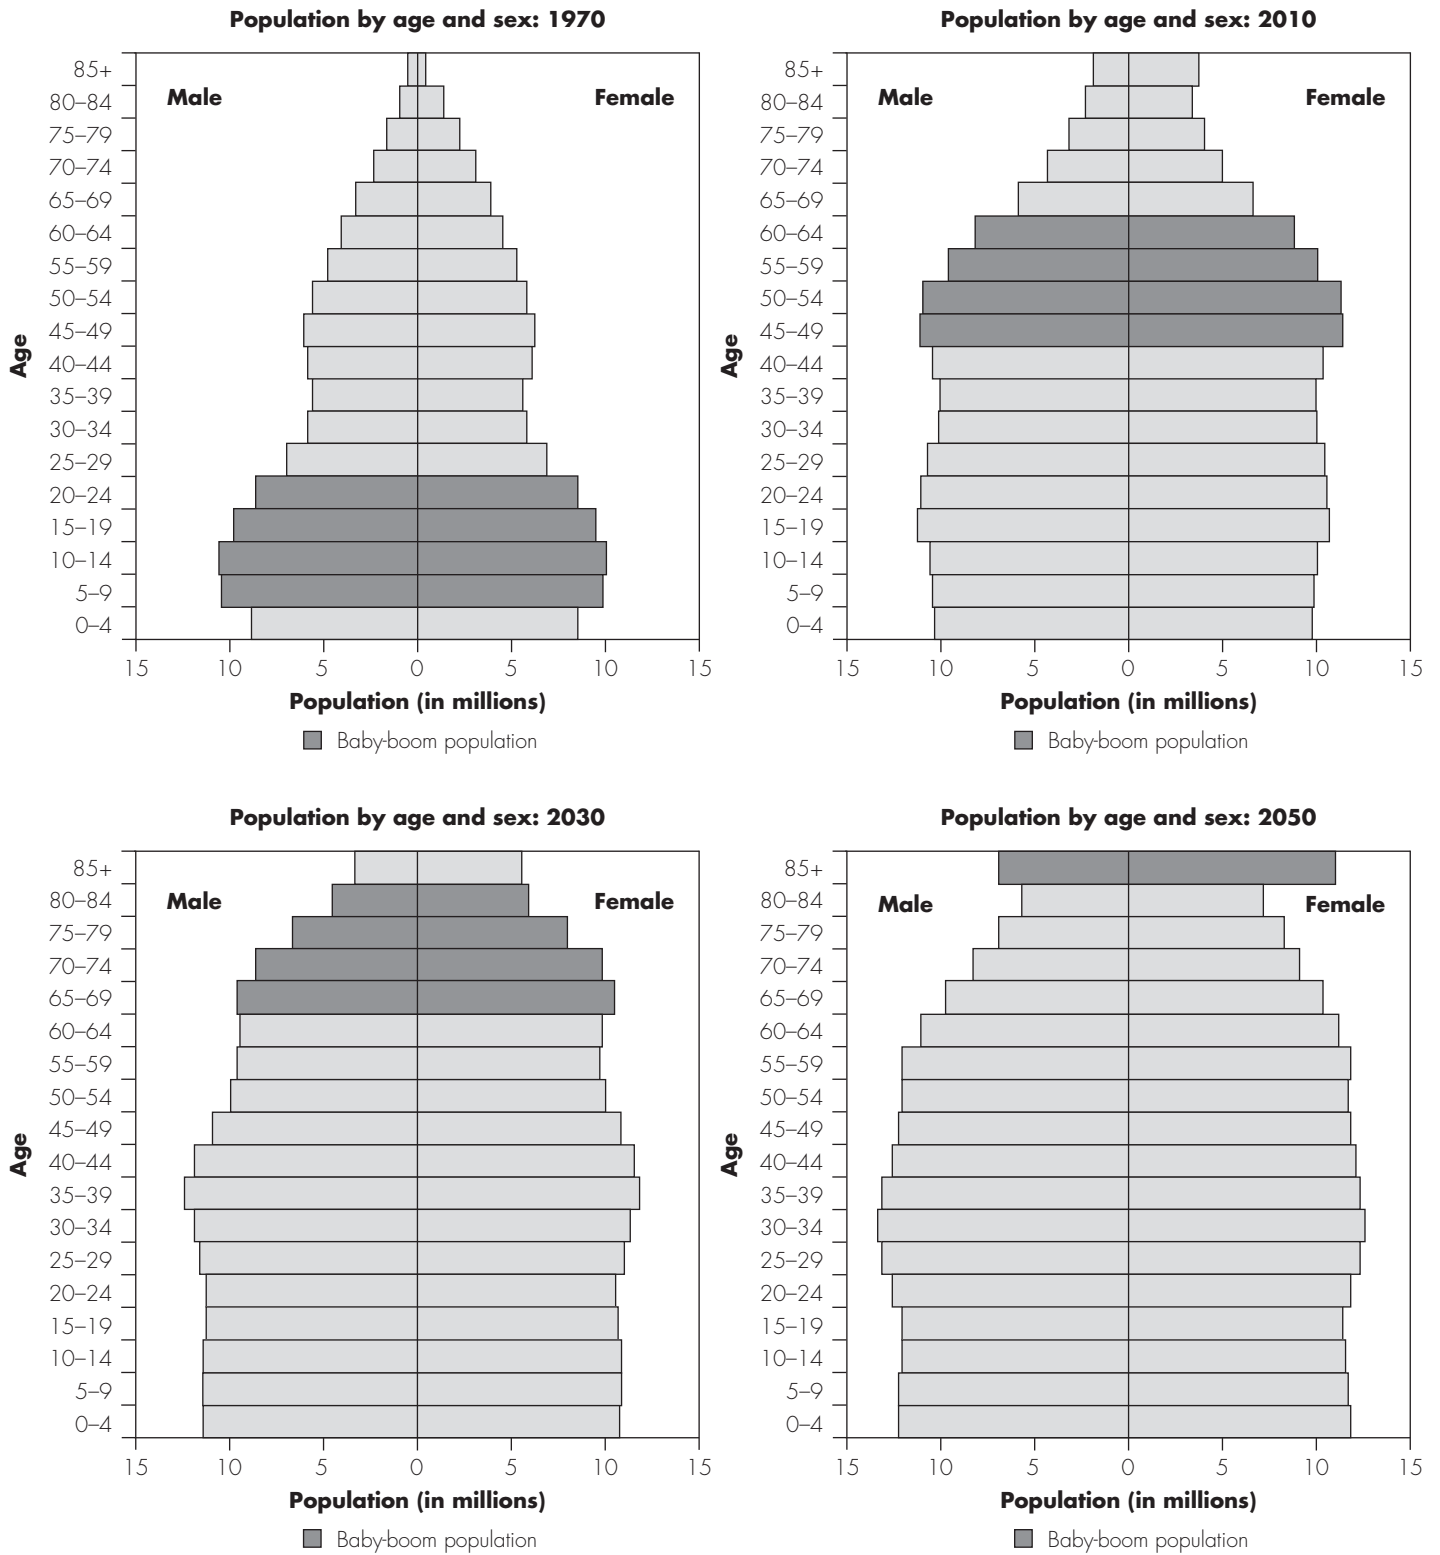 Population by age and sex: 1970
Male
Female
Age
85+
80–84
75–79
70–74
65–69
60–64
55–59
50–54
45–49
40–44
35–39
30–34
25–29
20–24
15–19
10–14
5–9
0–4
15 10 5 0 5 10 15
Population (in millions)
Baby-boom population
Population by age and sex: 2010
Male
Female
Age
85+
80–84
75–79
70–74
65–69
60–64
55–59
50–54
45–49
40–44
35–39
30–34
25–29
20–24
15–19
10–14
5–9
0–4
15 10 5 0 5 10 15
Population (in millions)
Baby-boom population
Population by age and sex: 2030
Male
Female
Age
85+
80–84
75–79
70–74
65–69
60–64
55–59
50–54
45–49
40–44
35–39
30–34
25–29
20–24
15–19
10–14
5–9
0–4
15 10 5 0 5 10 15
Population (in millions)
Baby-boom population
Population by age and sex: 2050
Male
Female
Age
85+
80–84
75–79
70–74
65–69
60–64
55–59
50–54
45–49
40–44
35–39
30–34
25–29
20–24
15–19
10–14
5–9
0–4
15 10 5 0 5 10 15
Population (in millions)
Baby-boom population